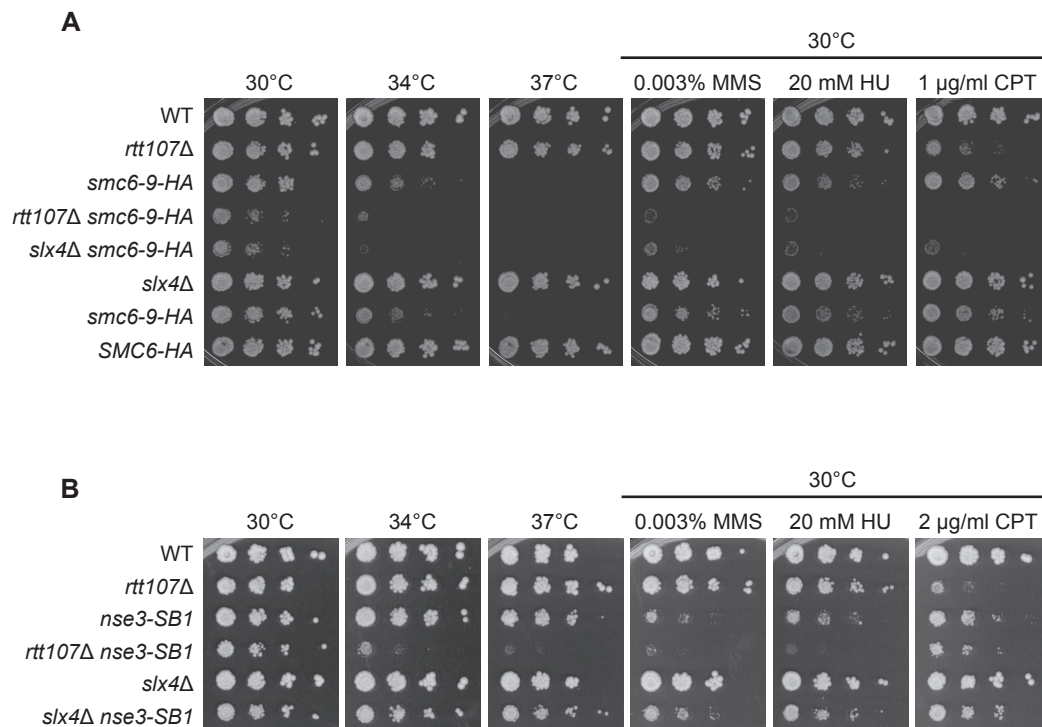 A
30°C
30°C 34°C 37°C 0.003% MMS 20 mM HU 1 µg/ml CPT
WT
rtt107Δ
smc6-9-HA
rtt107Δ smc6-9-HA
slx4Δ smc6-9-HA
slx4Δ
smc6-9-HA
SMC6-HA
B
30°C
30°C 34°C 37°C 0.003% MMS 20 mM HU 2 µg/ml CPT
WT
rtt107Δ
nse3-SB1
rtt107Δ nse3-SB1
slx4Δ
slx4Δ nse3-SB1